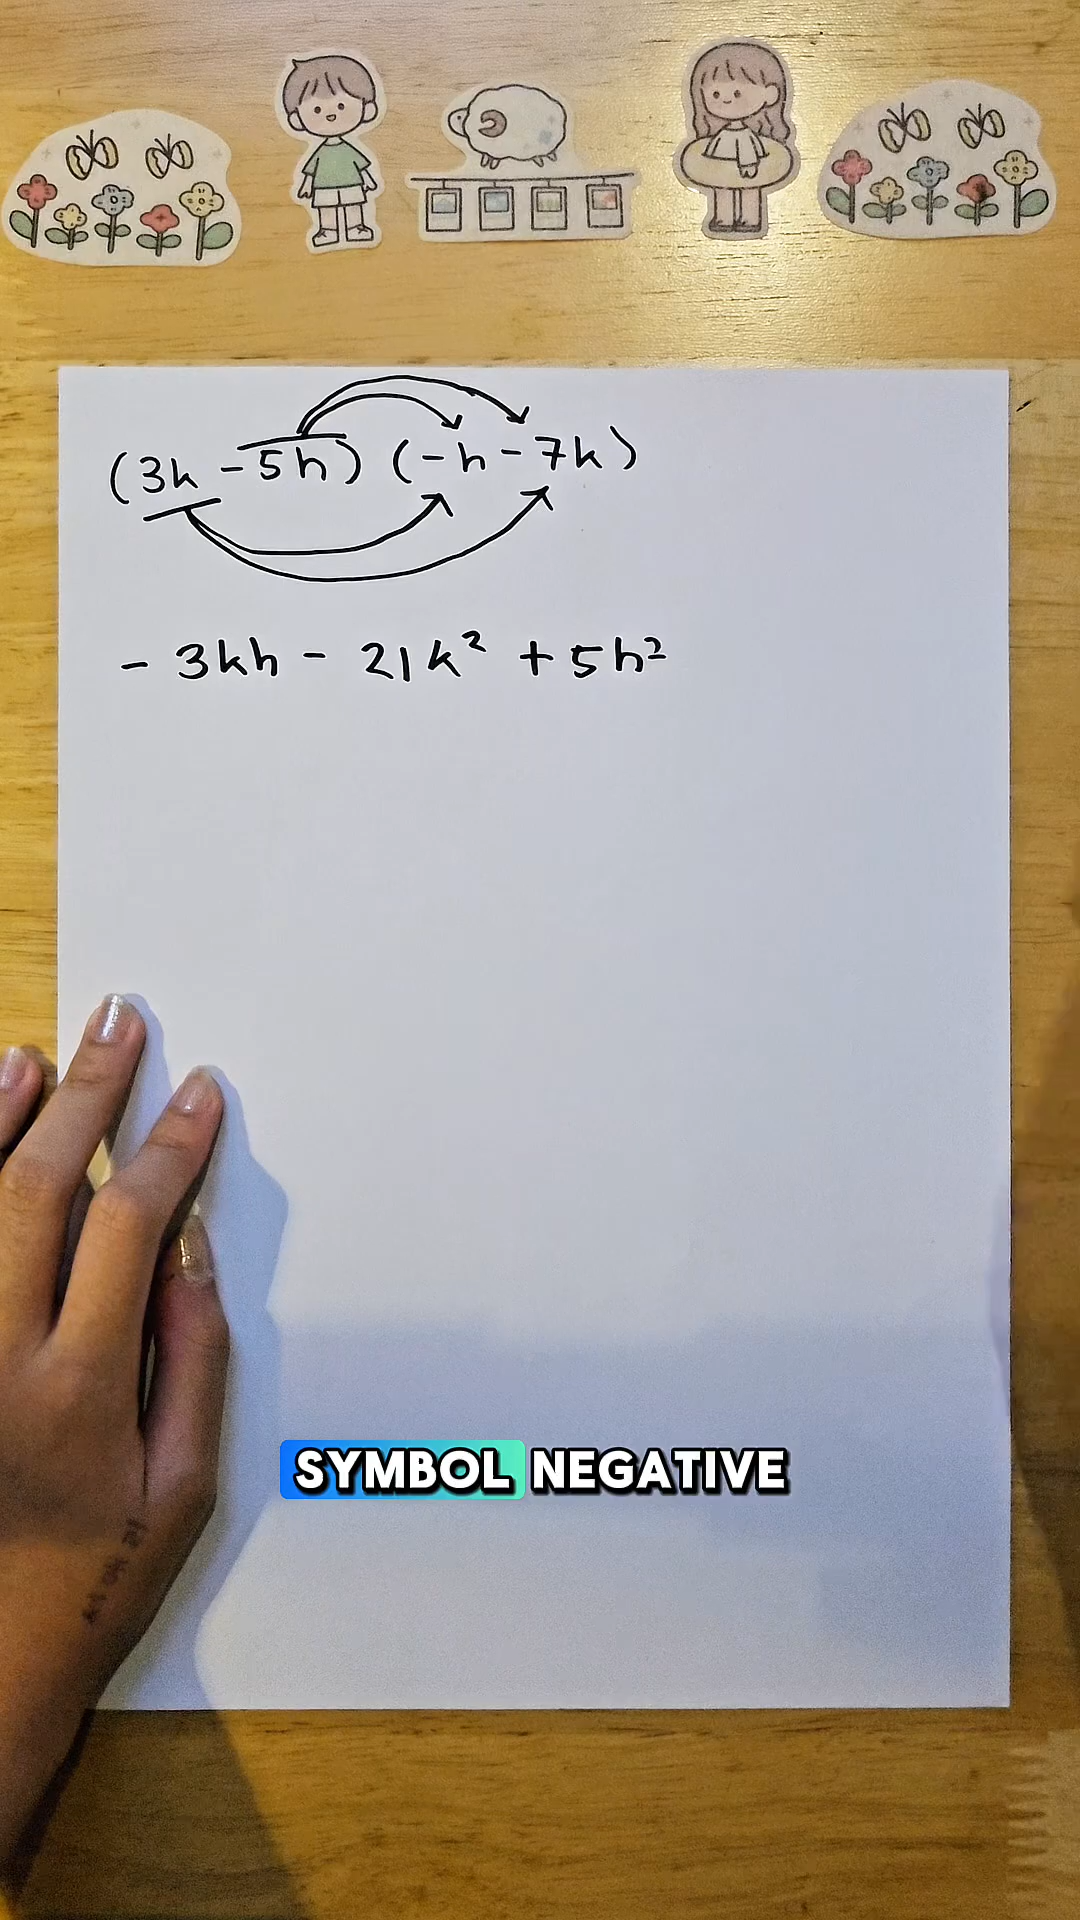 (3k - 5h) (-h - 7k)
- 3kh - 21k² + 5h²
SYMBOL NEGATIVE